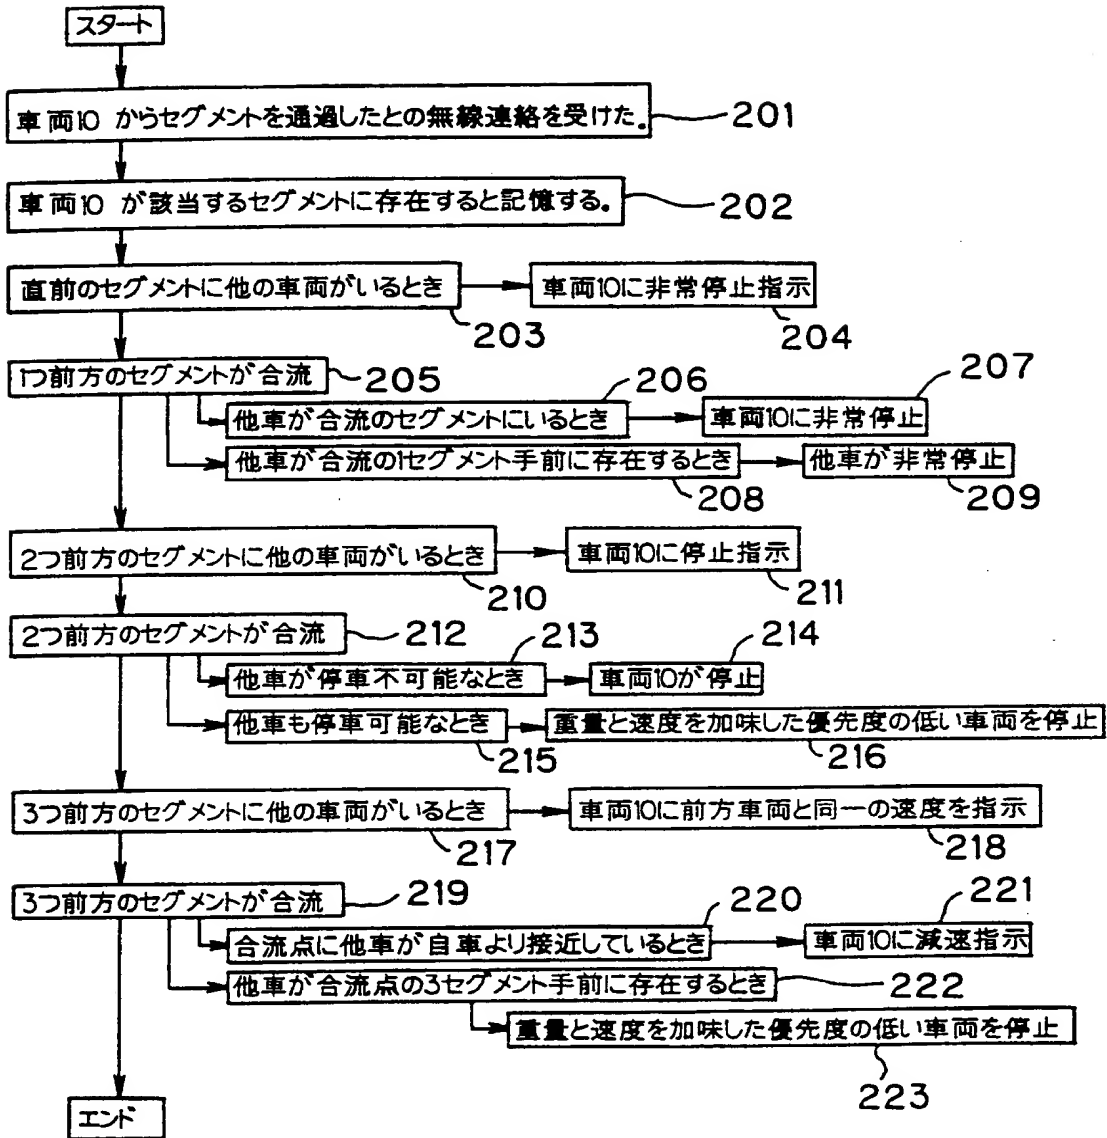 スタート
車両10 からセグメントを通過したとの無線連絡を受けた。 201
車両10 が該当するセグメントに存在すると記憶する。 202
直前のセグメントに他の車両がいるとき 車両10に非常停止指示
203 204
1つ前方のセグメントが合流 205 206 207
他車が合流のセグメントにいるとき 車両10に非常停止
他車が合流の1セグメント手前に存在するとき 他車が非常停止
208 209
2つ前方のセグメントに他の車両がいるとき 車両10に停止指示
210 211
2つ前方のセグメントが合流 212 213 214
他車が停車不可能なとき 車両10が停止
他車も停車可能なとき 重量と速度を加味した優先度の低い車両を停止
215 216
3つ前方のセグメントに他の車両がいるとき 車両10に前方車両と同一の速度を指示
217 218
3つ前方のセグメントが合流 219 220 221
合流点に他車が自車より接近しているとき 車両10に減速指示
他車が合流点の3セグメント手前に存在するとき 222
重量と速度を加味した優先度の低い車両を停止
223
エンド